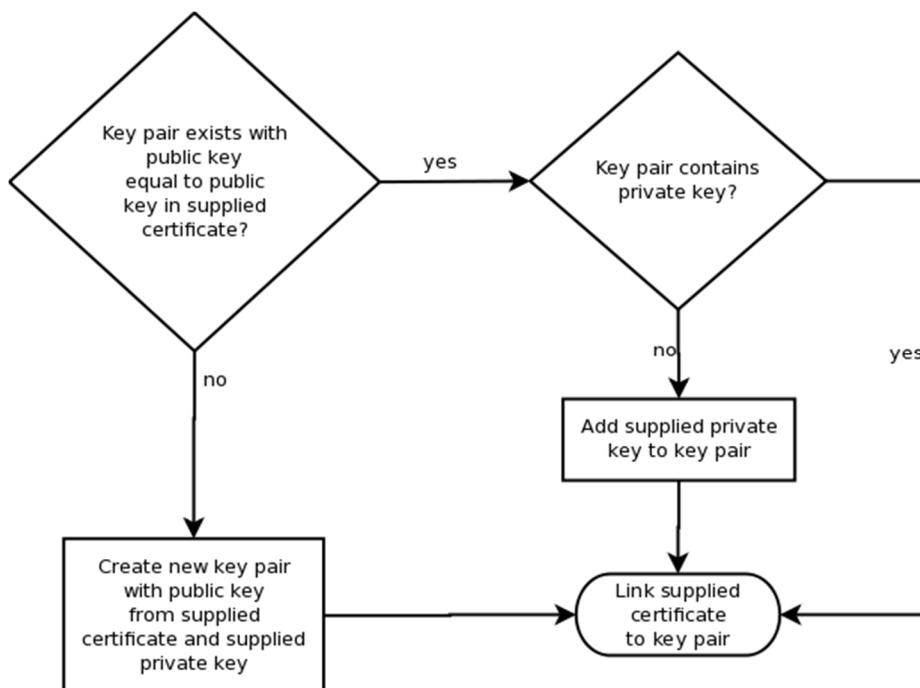 Key pair exists with
public key
equal to public
key in supplied
certificate?
yes
Key pair contains
private key?
no
no
yes
Add supplied private
key to key pair
Create new key pair
with public key
from supplied
certificate and supplied
private key
Link supplied
certificate
to key pair